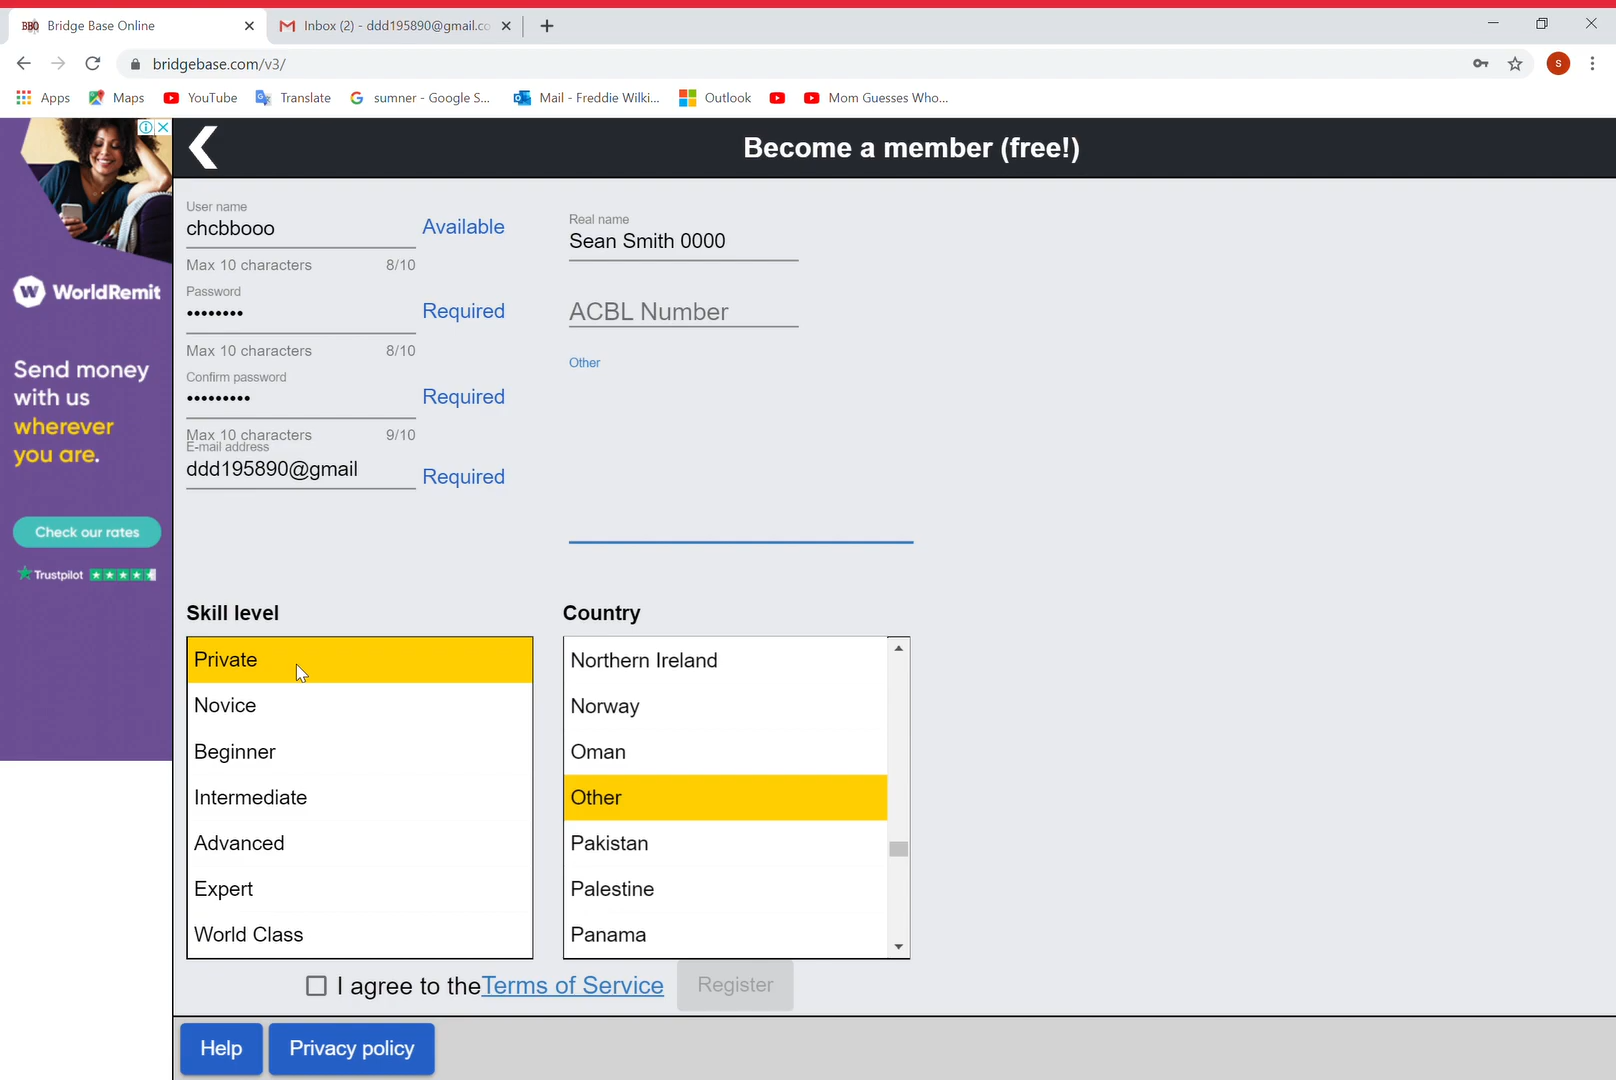 BBO Bridge Base Online
Inbox (2) - ddd195890@gmail.co
bridgebase.com/v3/
S
Apps
Maps
YouTube
Translate
sumner - Google S...
Mail - Freddie Wilki...
Outlook
Mom Guesses Who...
WorldRemit
Send money
with us
wherever
you are.
Check our rates
Trustpilot
Become a member (free!)
User name
chcbbooo
Available
Max 10 characters 8/10
Password
••••••••
Required
Max 10 characters 8/10
Confirm password
•••••••••
Required
Max 10 characters 9/10
E-mail address
ddd195890@gmail
Required
Real name
Sean Smith 0000
ACBL Number
Other
Skill level
Private
Novice
Beginner
Intermediate
Advanced
Expert
World Class
Country
Northern Ireland
Norway
Oman
Other
Pakistan
Palestine
Panama
I agree to the Terms of Service
Register
Help
Privacy policy